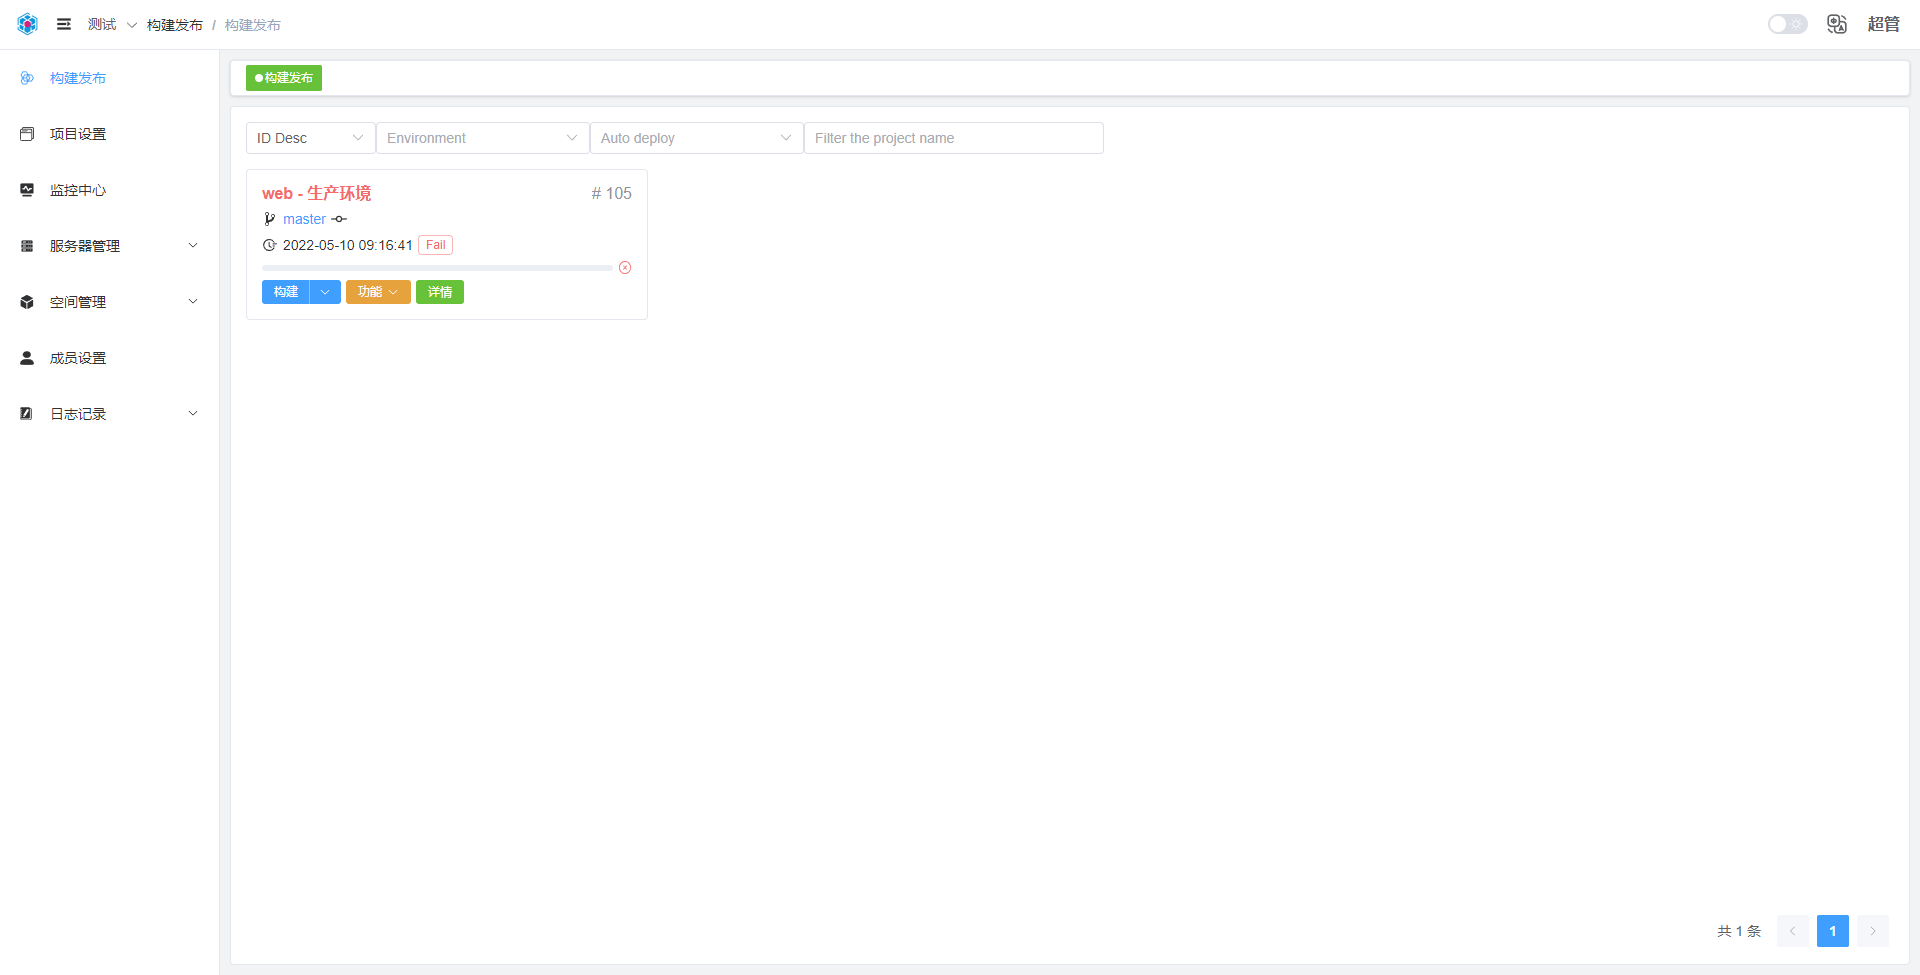 测试 构建发布 / 构建发布
超管
构建发布
项目设置
监控中心
服务器管理
空间管理
成员设置
日志记录
构建发布
ID Desc Environment Auto deploy Filter the project name
web - 生产环境 # 105
master
2022-05-10 09:16:41 Fail
构建 功能 详情
共 1 条 1